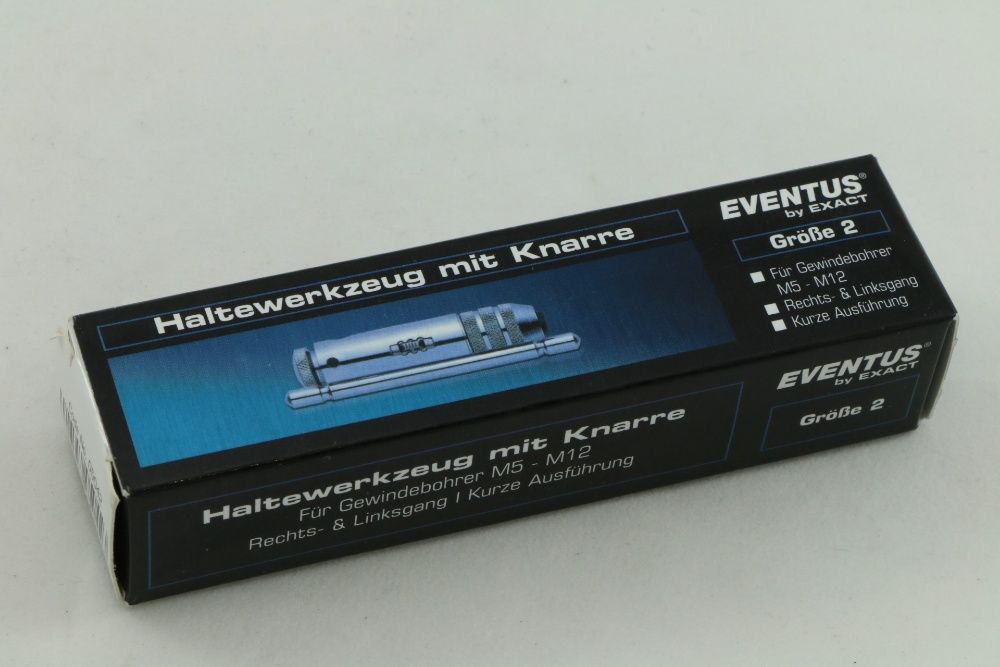 Haltewerkzeug mit Knarre
EVENTUS®
by EXACT
Größe 2
Für Gewindebohrer
M5 - M12
Rechts- & Linksgang
Kurze Ausführung
Haltewerkzeug mit Knarre
Für Gewindebohrer M5 - M12
Rechts- & Linksgang | Kurze Ausführung
EVENTUS®
by EXACT
Größe 2